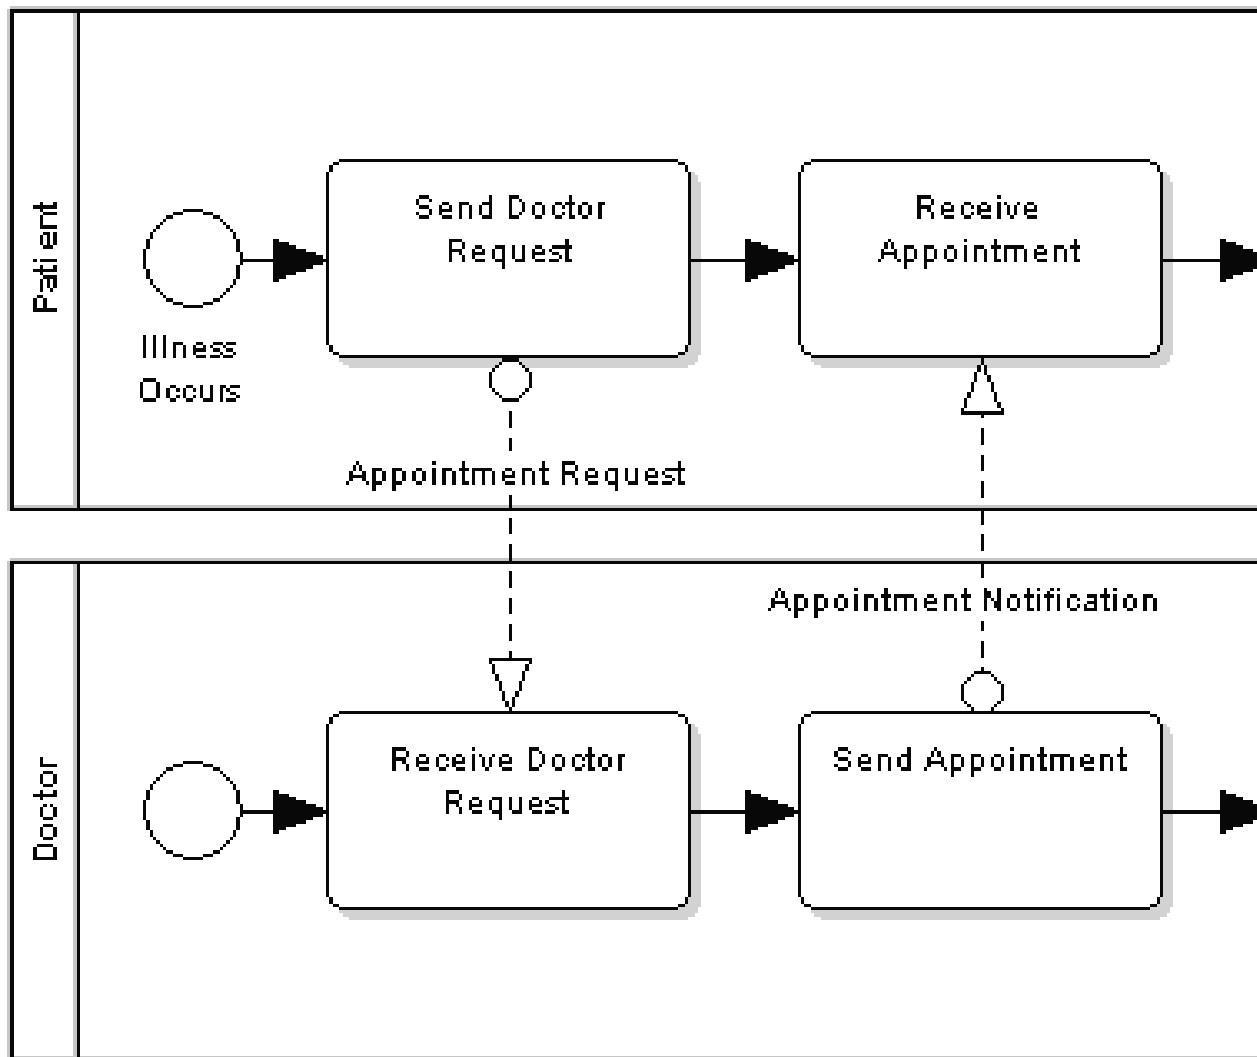 Patient
Send Doctor
Request
Receive
Appointment
Illness
Occurs
Appointment Request
Appointment Notification
Doctor
Receive Doctor
Request
Send Appointment